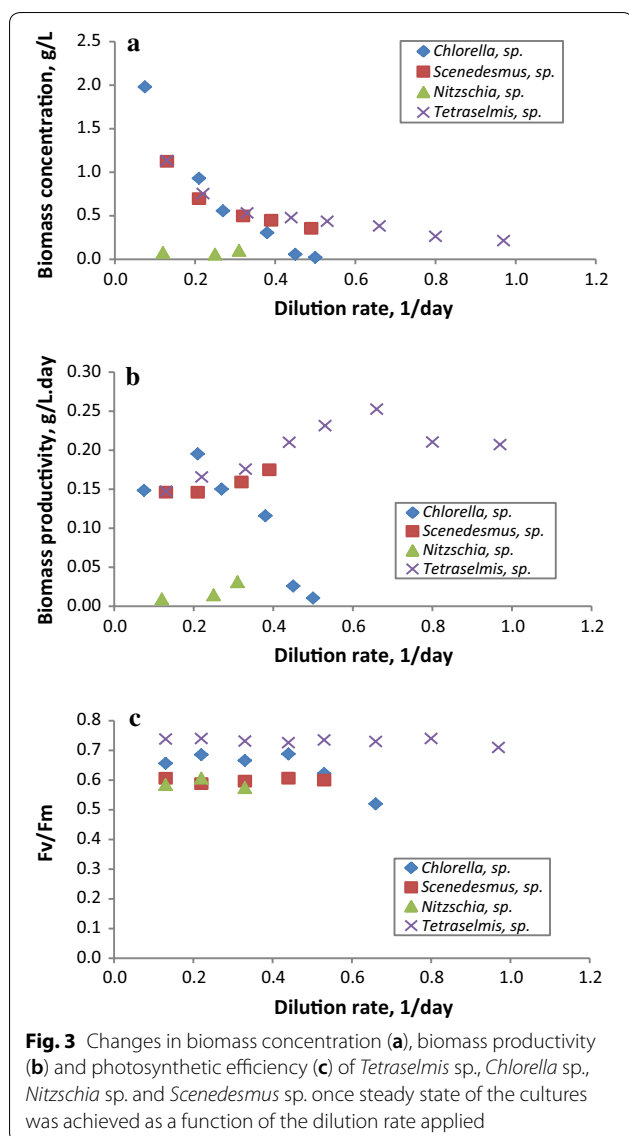 a
Biomass concentration, g/L
2.5
2.0
1.5
1.0
0.5
0.0
Chlorella, sp.
Scenedesmus, sp.
Nitzschia, sp.
Tetraselmis, sp.
0.0 0.2 0.4 0.6 0.8 1.0 1.2
Dilution rate, 1/day
b
Biomass productivity, g/L.day
0.30
0.25
0.20
0.15
0.10
0.05
0.00
Chlorella, sp.
Scenedesmus, sp.
Nitzschia, sp.
Tetraselmis, sp.
0.0 0.2 0.4 0.6 0.8 1.0 1.2
Dilution rate, 1/day
c
Fv/Fm
0.8
0.7
0.6
0.5
0.4
0.3
0.2
0.1
0.0
Chlorella, sp.
Scenedesmus, sp.
Nitzschia, sp.
Tetraselmis, sp.
0.0 0.2 0.4 0.6 0.8 1.0 1.2
Dilution rate, 1/day
Fig. 3 Changes in biomass concentration (a), biomass productivity
(b) and photosynthetic efficiency (c) of Tetraselmis sp., Chlorella sp.,
Nitzschia sp. and Scenedesmus sp. once steady state of the cultures
was achieved as a function of the dilution rate applied